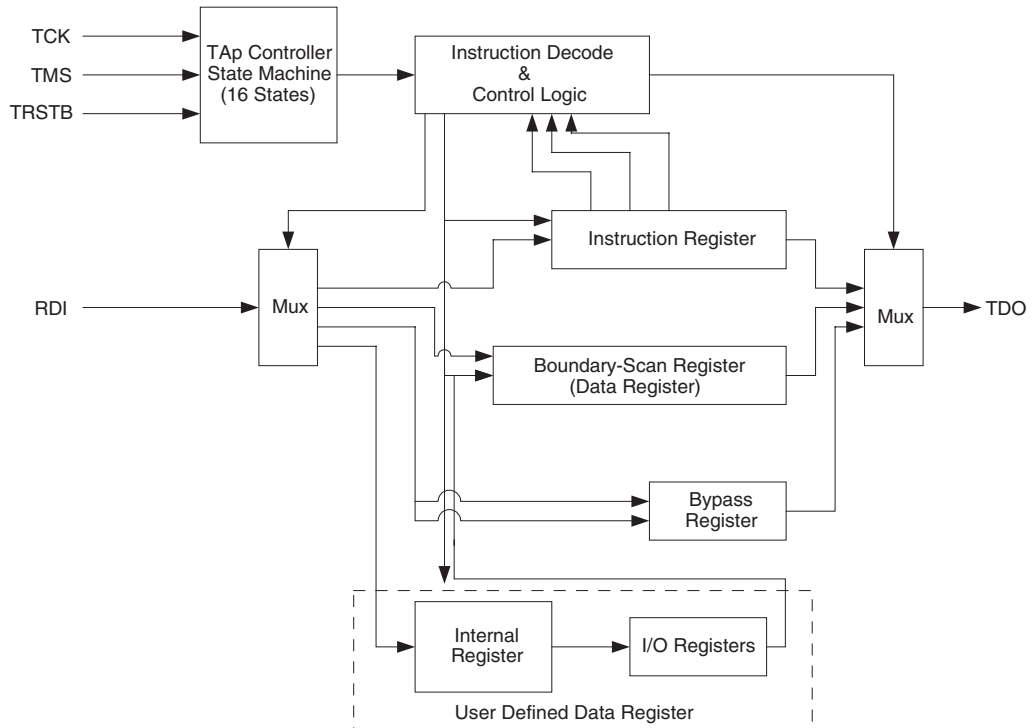 TCK
TMS
TRSTB
TAp Controller
State Machine
(16 States)
Instruction Decode
&
Control Logic
Instruction Register
RDI
Mux
Mux
TDO
Boundary-Scan Register
(Data Register)
Bypass
Register
Internal
Register
I/O Registers
User Defined Data Register